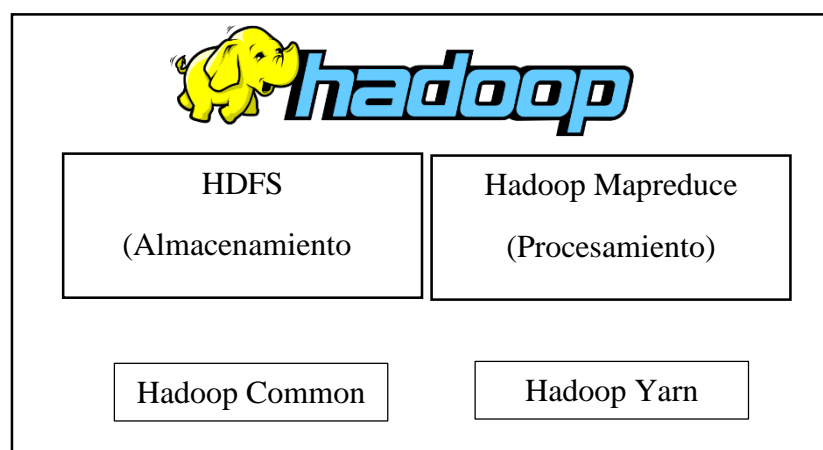 hadoop
HDFS
(Almacenamiento
Hadoop Mapreduce
(Procesamiento)
Hadoop Common
Hadoop Yarn